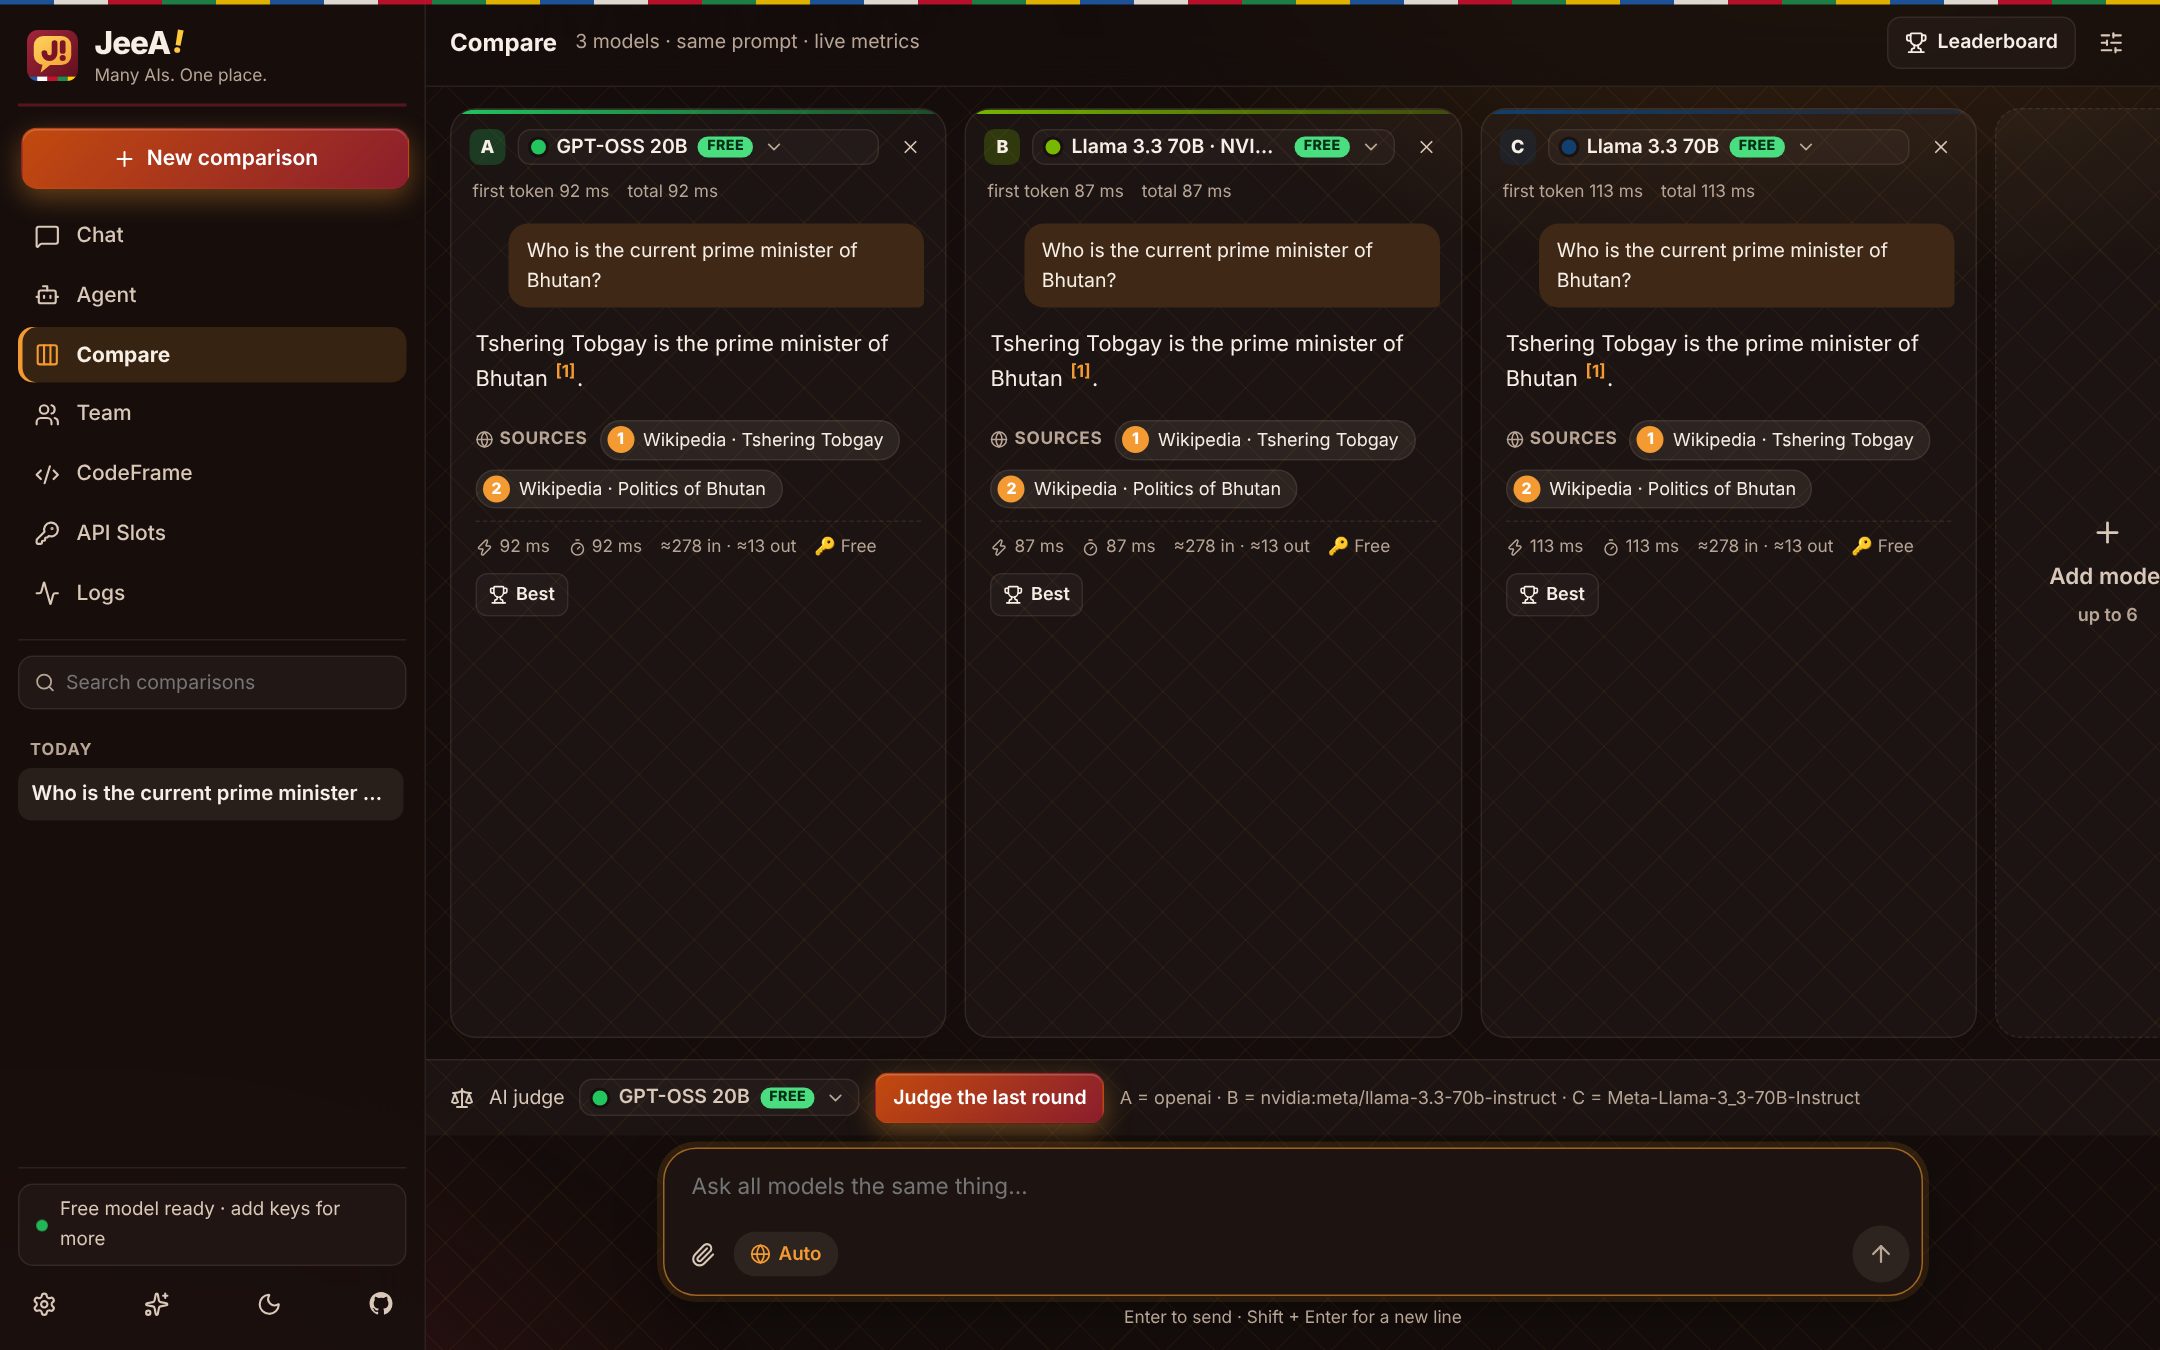 JeeA!
Many AIs. One place.
New comparison
Chat
Agent
Compare
Team
CodeFrame
API Slots
Logs
Search comparisons
TODAY
Who is the current prime minister ...
Free model ready · add keys for
more
Compare 3 models · same prompt · live metrics
Leaderboard
A GPT-OSS 20B FREE
first token 92 ms total 92 ms
Who is the current prime minister of
Bhutan?
Tshering Tobgay is the prime minister of
Bhutan [1].
SOURCES 1 Wikipedia · Tshering Tobgay
2 Wikipedia · Politics of Bhutan
92 ms 92 ms ≈278 in · ≈13 out Free
Best
B Llama 3.3 70B · NVI... FREE
first token 87 ms total 87 ms
Who is the current prime minister of
Bhutan?
Tshering Tobgay is the prime minister of
Bhutan [1].
SOURCES 1 Wikipedia · Tshering Tobgay
2 Wikipedia · Politics of Bhutan
87 ms 87 ms ≈278 in · ≈13 out Free
Best
C Llama 3.3 70B FREE
first token 113 ms total 113 ms
Who is the current prime minister of
Bhutan?
Tshering Tobgay is the prime minister of
Bhutan [1].
SOURCES 1 Wikipedia · Tshering Tobgay
2 Wikipedia · Politics of Bhutan
113 ms 113 ms ≈278 in · ≈13 out Free
Best
Add mode
up to 6
AI judge GPT-OSS 20B FREE Judge the last round A = openai · B = nvidia:meta/llama-3.3-70b-instruct · C = Meta-Llama-3_3-70B-Instruct
Ask all models the same thing...
Auto
Enter to send · Shift + Enter for a new line